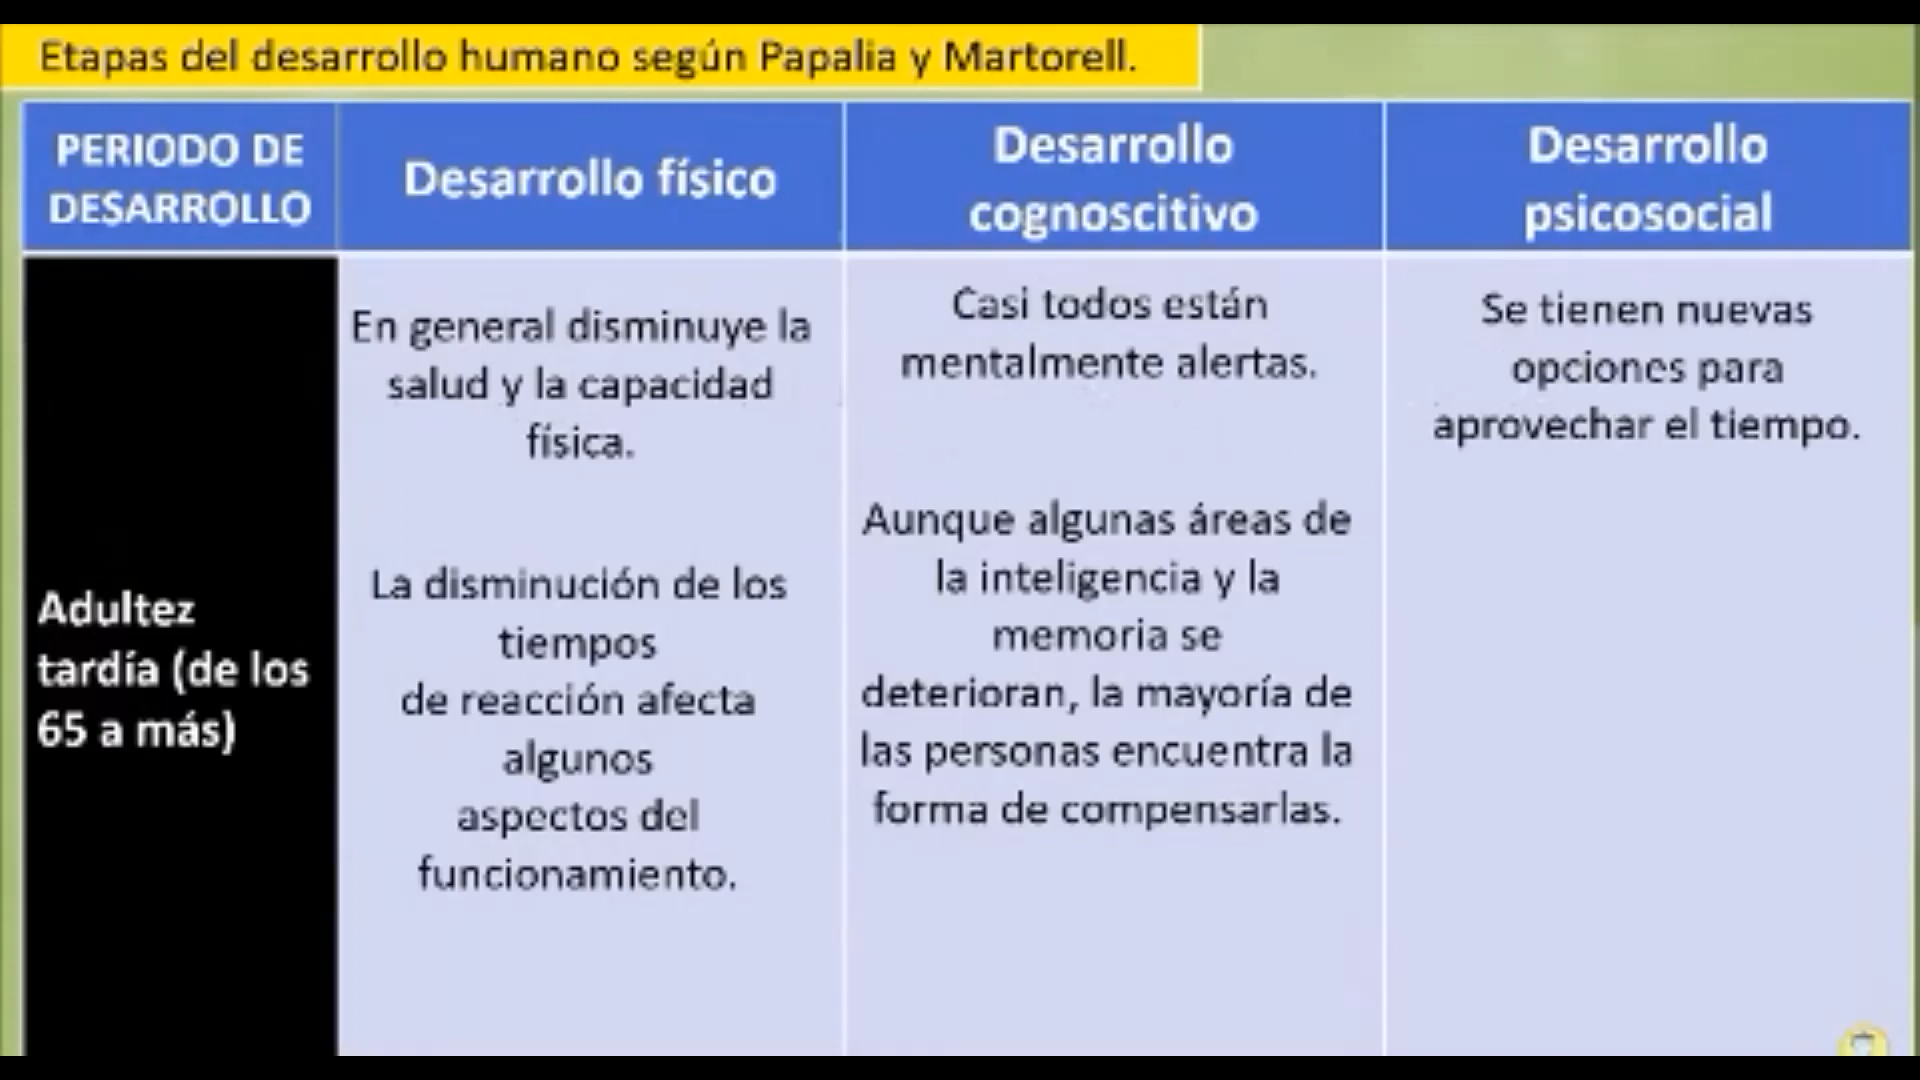 Etapas del desarrollo humano según Papalia y Martorell.
PERIODO DE
DESARROLLO
Desarrollo físico
Desarrollo
cognoscitivo
Desarrollo
psicosocial
Adultez
tardía (de los
65 a más)
En general disminuye la
salud y la capacidad
física.
La disminución de los
tiempos
de reacción afecta
algunos
aspectos del
funcionamiento.
Casi todos están
mentalmente alertas.
Aunque algunas áreas de
la inteligencia y la
memoria se
deterioran, la mayoría de
las personas encuentra la
forma de compensarlas.
Se tienen nuevas
opciones para
aprovechar el tiempo.